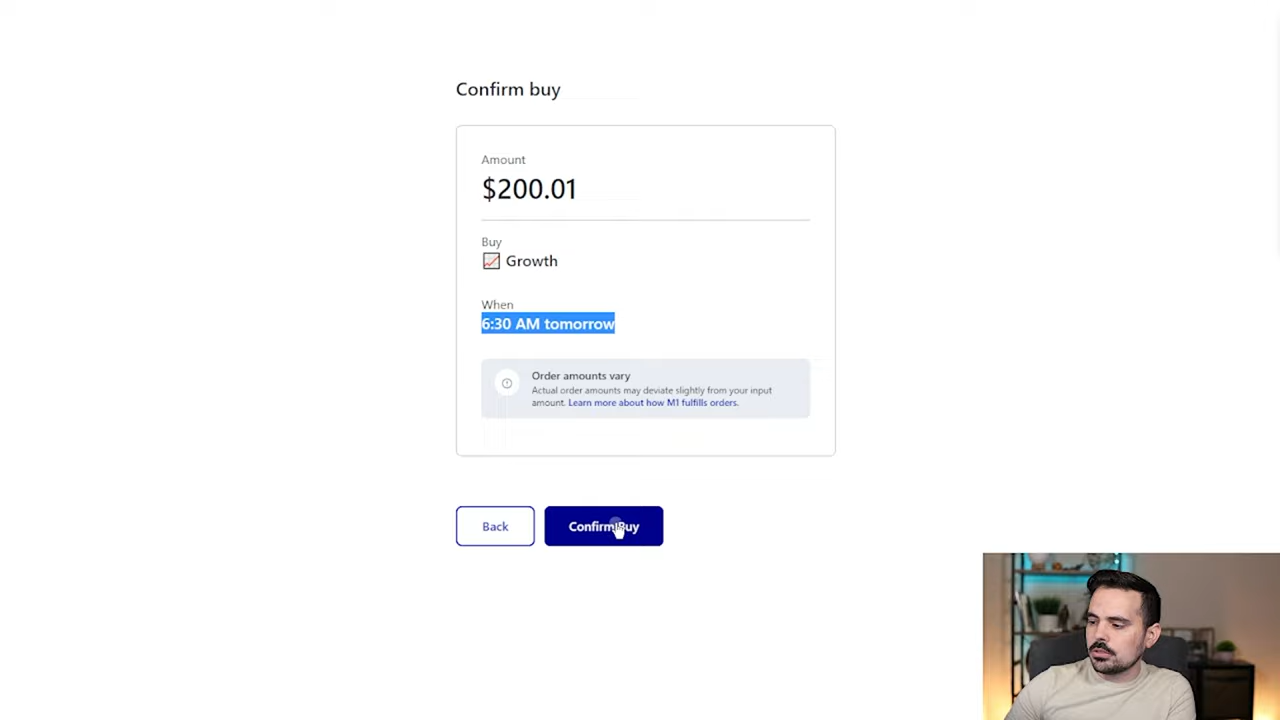 Confirm buy
Amount
$200.01
Buy
Growth
When
6:30 AM tomorrow
Order amounts vary
Actual order amounts may deviate slightly from your input
amount. Learn more about how M1 fulfills orders.
Back
Confirm Buy